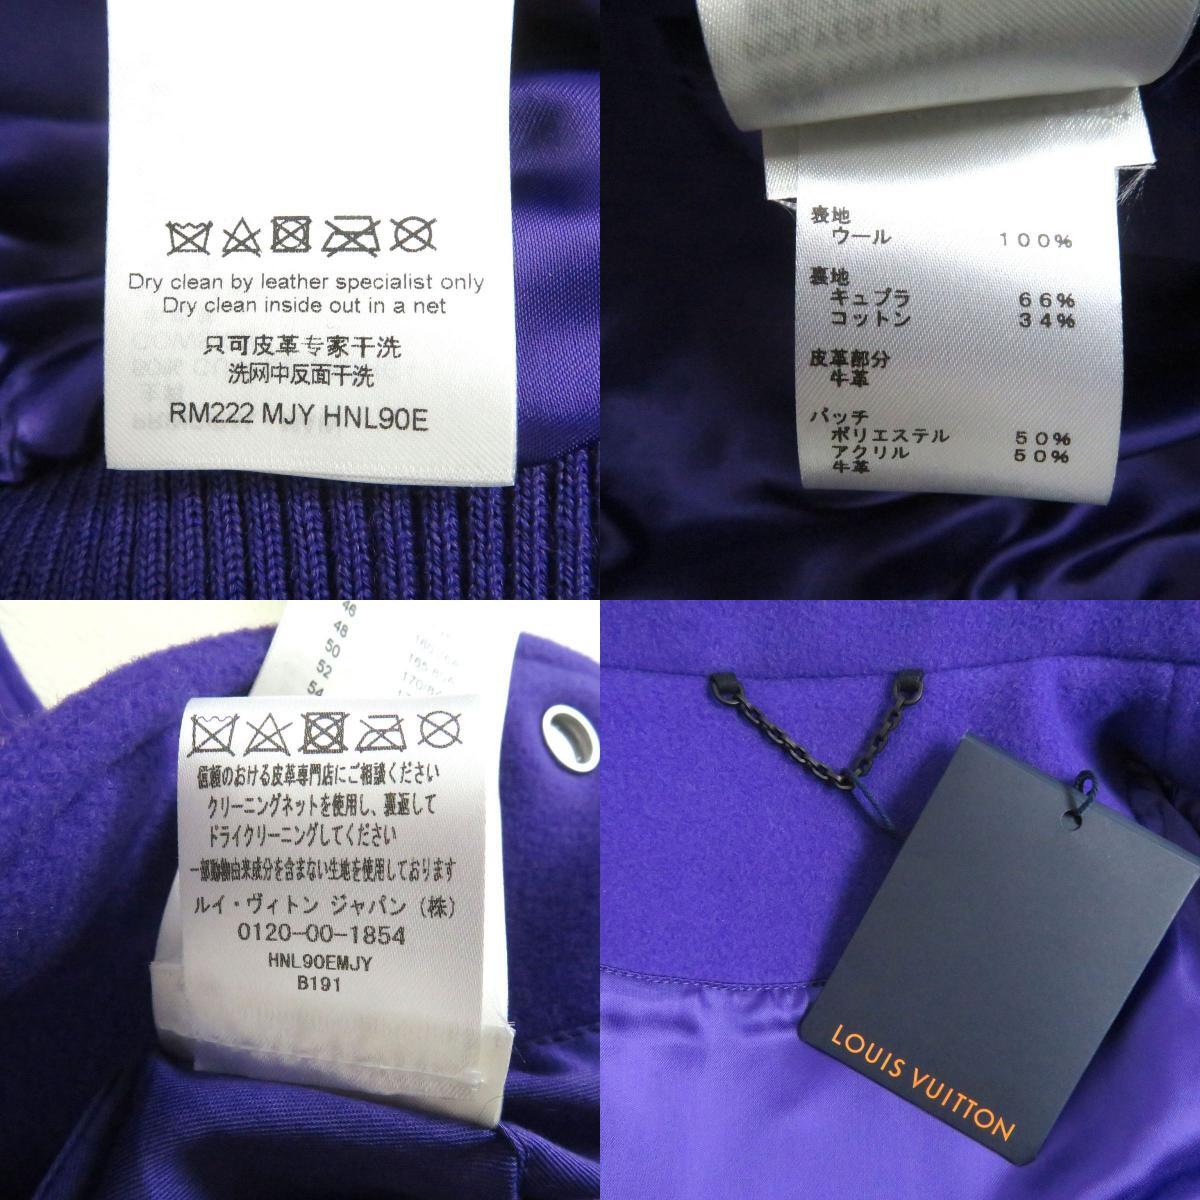 Dry clean by leather specialist only
Dry clean inside out in a net
只可皮革专家干洗
洗网中反面干洗
RM222 MJY HNL90E
表地
ウール 100%
裏地
キュプラ 66%
コットン 34%
皮革部分
牛革
パッチ
ポリエステル 50%
アクリル 50%
牛革
46
48
50
52
54
信頼のおける皮革専門店にご相談ください
クリーニングネットを使用し、裏返して
ドライクリーニングしてください
一部動物由来成分を含まない生地を使用しております
ルイ・ヴィトン ジャパン（株）
0120-00-1854
HNL90EMJY
B191
LOUIS VUITTON